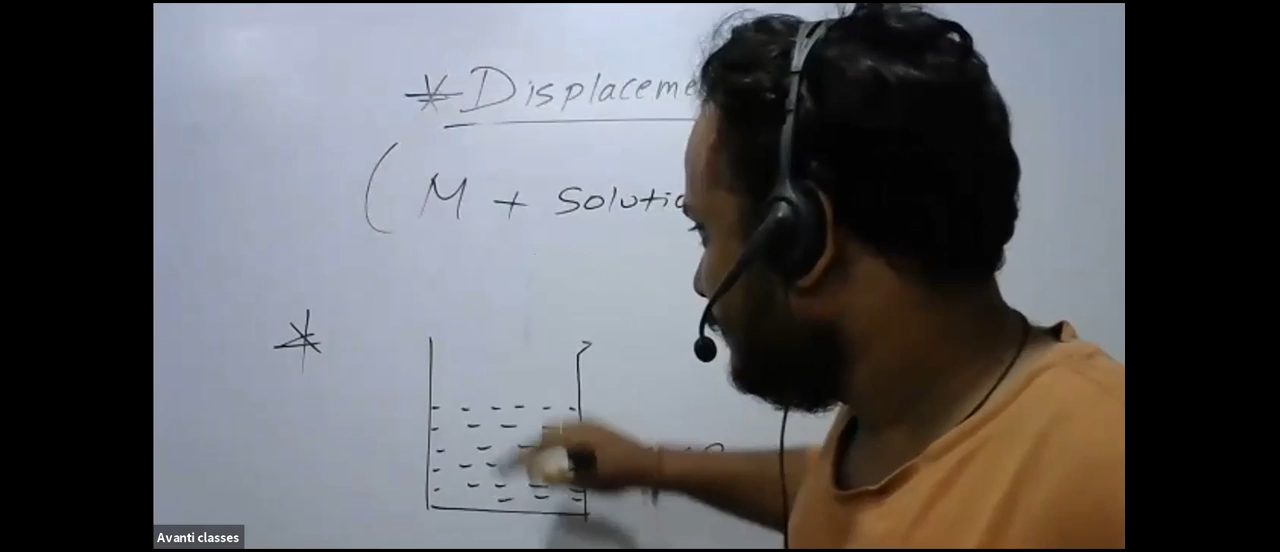 * Displaceme
( M + Solutio
*
Avanti classes